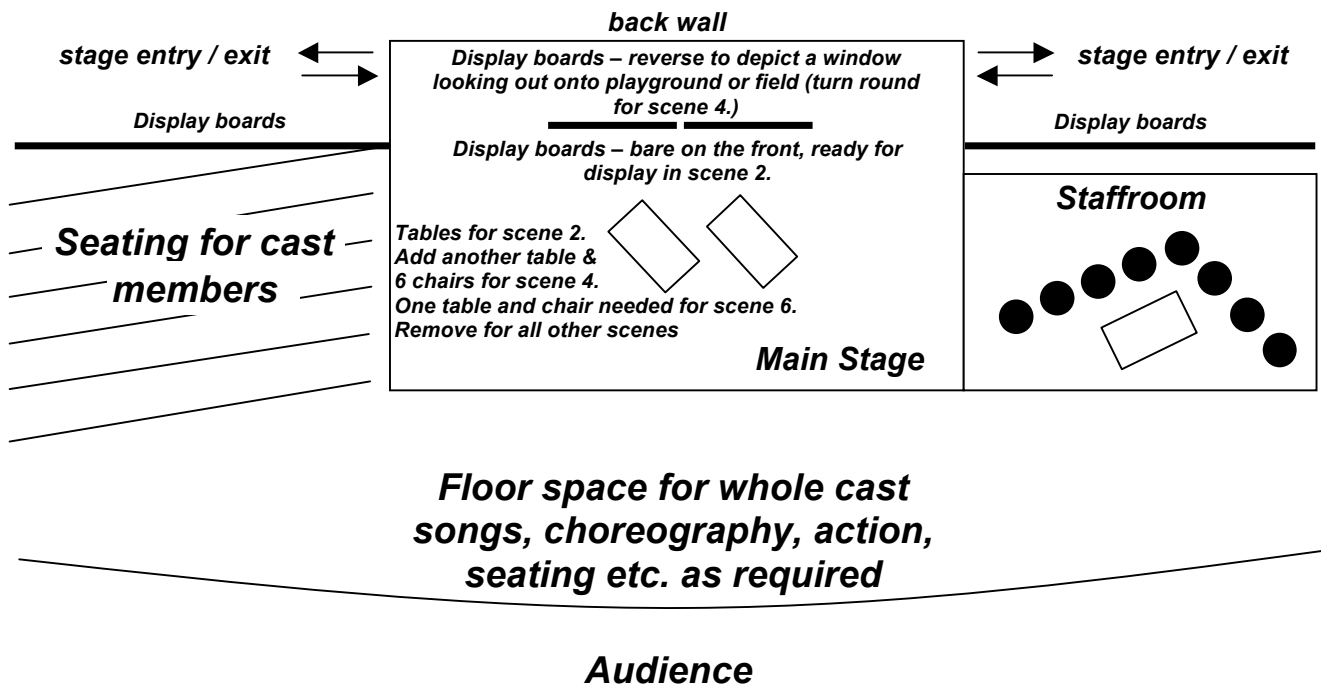 back wall
stage entry / exit
Display boards – reverse to depict a window
looking out onto playground or field (turn round
for scene 4.)
stage entry / exit
Display boards
Display boards
Display boards – bare on the front, ready for
display in scene 2.
Seating for cast
members
Tables for scene 2.
Add another table &
6 chairs for scene 4.
One table and chair needed for scene 6.
Remove for all other scenes
Main Stage
Staffroom
Floor space for whole cast
songs, choreography, action,
seating etc. as required
Audience